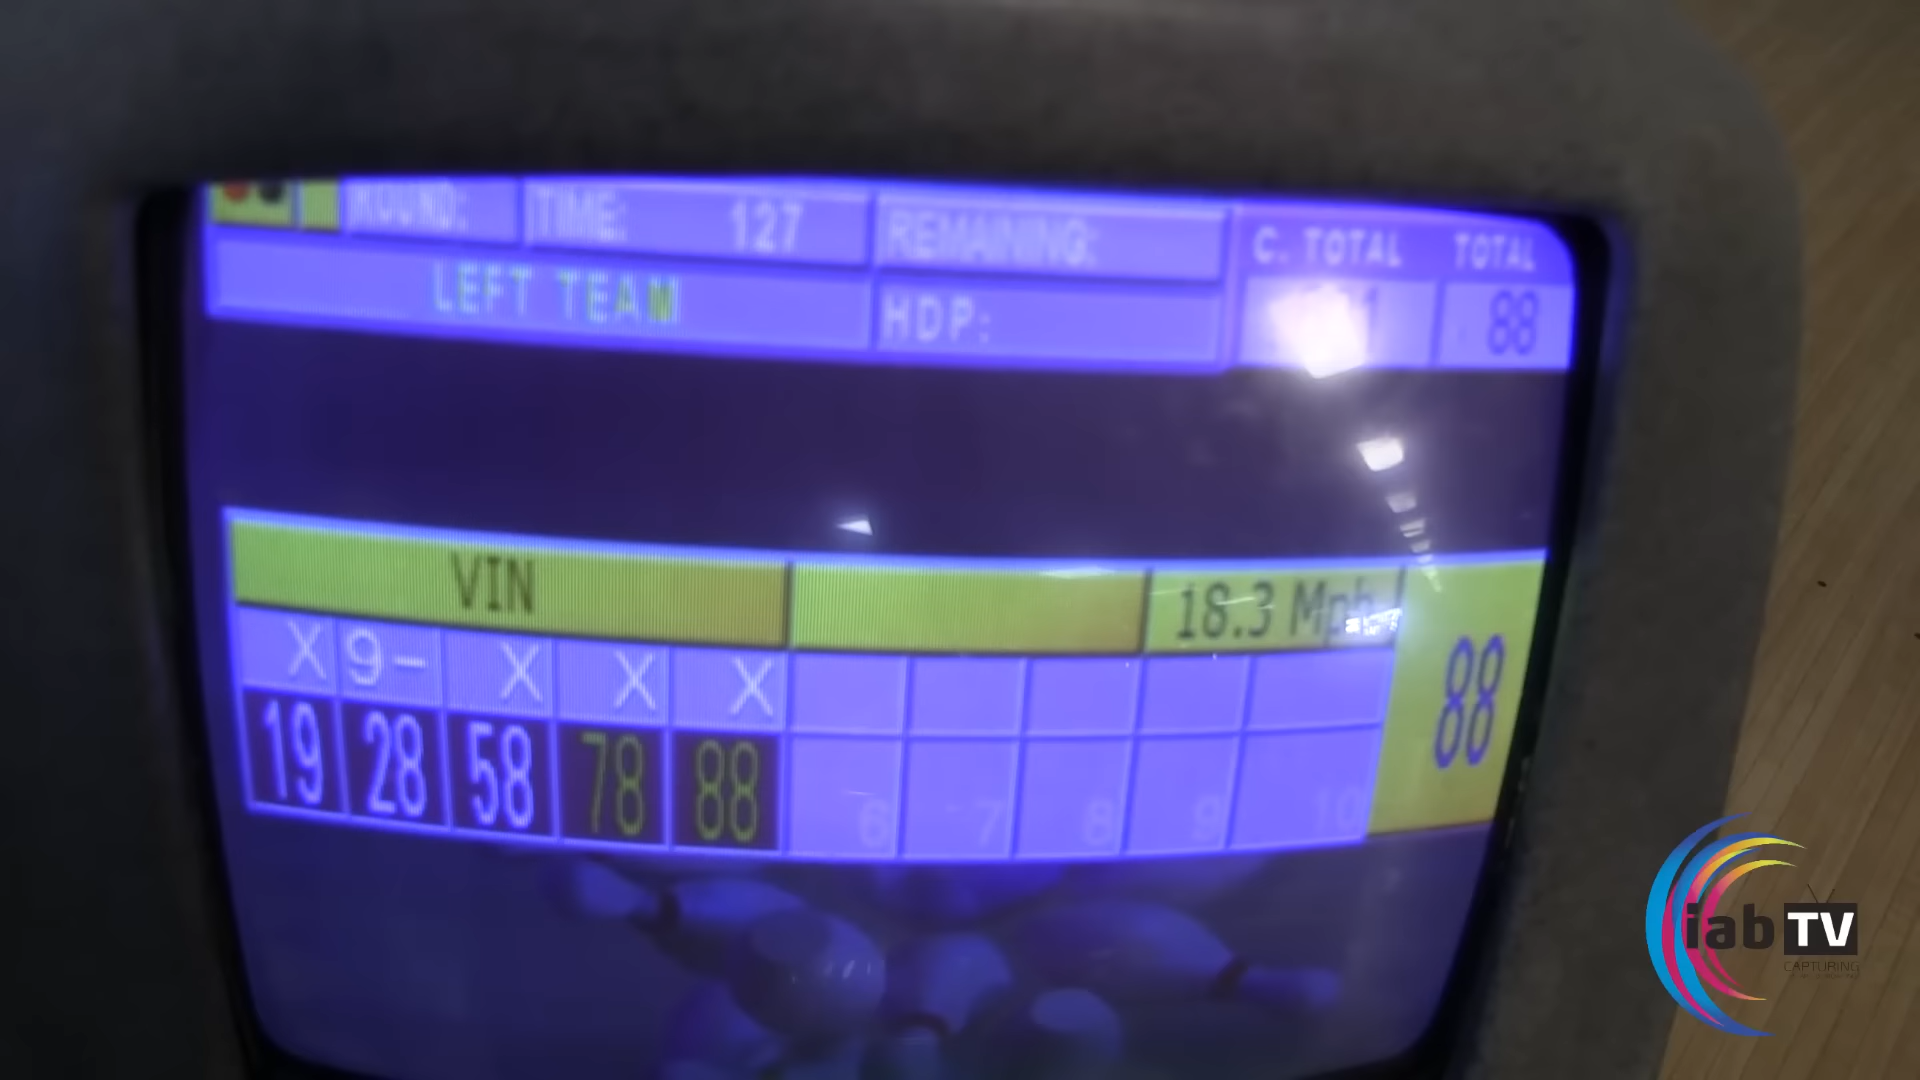 ROUND: TIME: 127 REMAINING: C. TOTAL TOTAL
LEFT TEAM HDP: 88
VIN 18.3 Mph
X 9- X X X
88
19 28 58 78 88 6 7 8 9 10
iab TV
CAPTURING